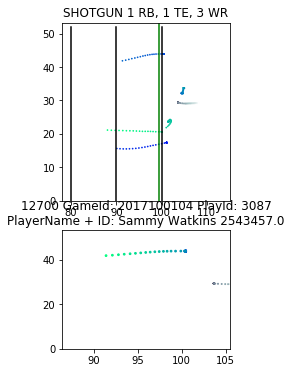 SHOTGUN 1 RB, 1 TE, 3 WR
50
40
30
20
10
0
80 90 100 110
12700 GameId: 2017100104 PlayId: 3087
PlayerName + ID: Sammy Watkins 2543457.0
40
20
0
90 95 100 105